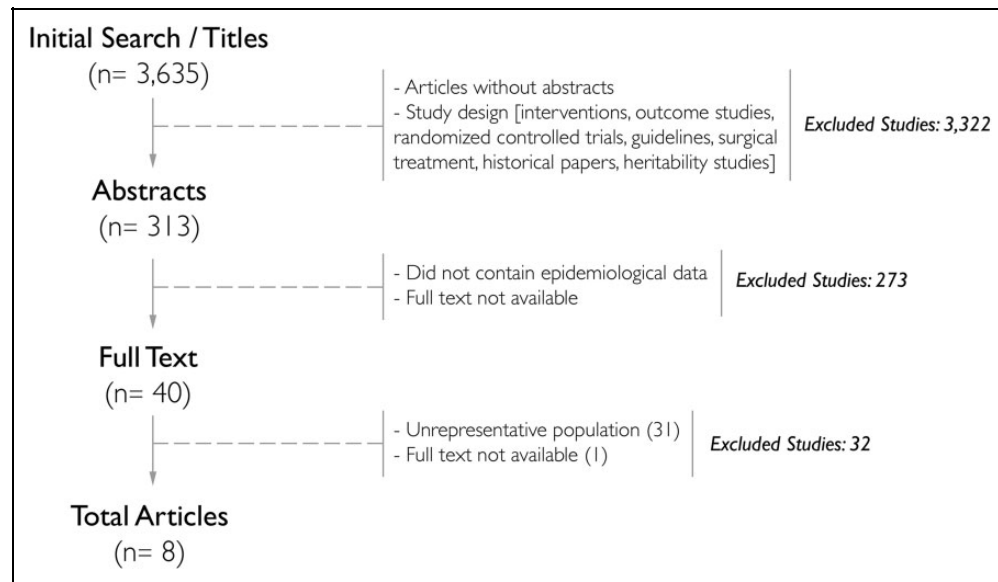 Initial Search / Titles
(n= 3,635)
- Articles without abstracts
- Study design [interventions, outcome studies,
randomized controlled trials, guidelines, surgical
treatment, historical papers, heritability studies]
Excluded Studies: 3,322
Abstracts
(n= 313)
- Did not contain epidemiological data
- Full text not available
Excluded Studies: 273
Full Text
(n= 40)
- Unrepresentative population (31)
- Full text not available (1)
Excluded Studies: 32
Total Articles
(n= 8)